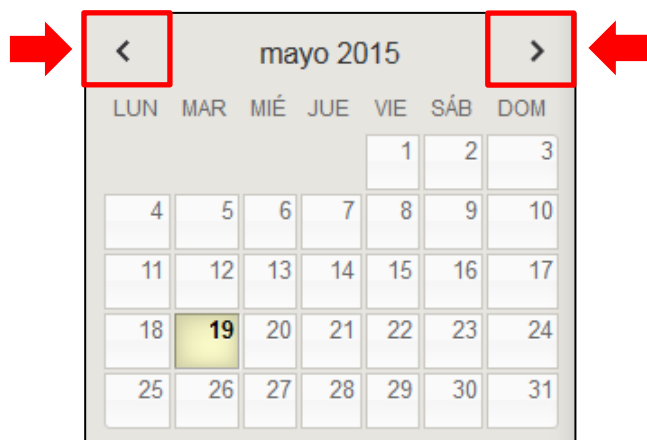 < mayo 2015 >
LUN MAR MIÉ JUE VIE SÁB DOM
1 2 3
4 5 6 7 8 9 10
11 12 13 14 15 16 17
18 19 20 21 22 23 24
25 26 27 28 29 30 31